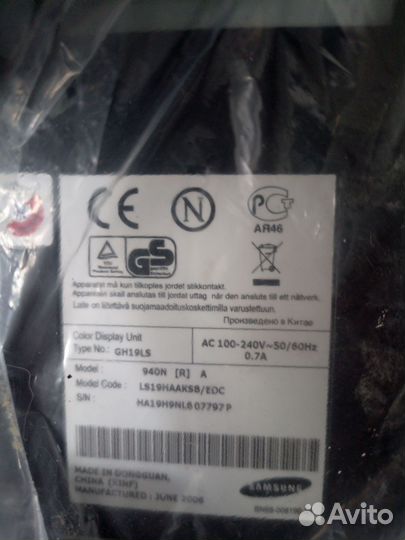 CE N PCT
AR46
TÜV
GS
Apparatet må kun tilkoples jordet stikkontakt.
Apparaten skall anslutas till jordat uttag när den ansluts till ett nätverk.
Laite on liitettävä suojamaadoituskoskettimilla varustettuun.
Произведено в Китае
Color Display Unit
Type No.: GH19LS
AC 100-240V~50/60Hz
0.7A
Model : 940N [R] A
Model Code : LS19HAAKSB/EDC
S/N : HA19H9NL607797P
MADE IN DONGGUAN,
CHINA (XINF)
MANUFACTURED : JUNE 2006
SAMSUNG
Avito